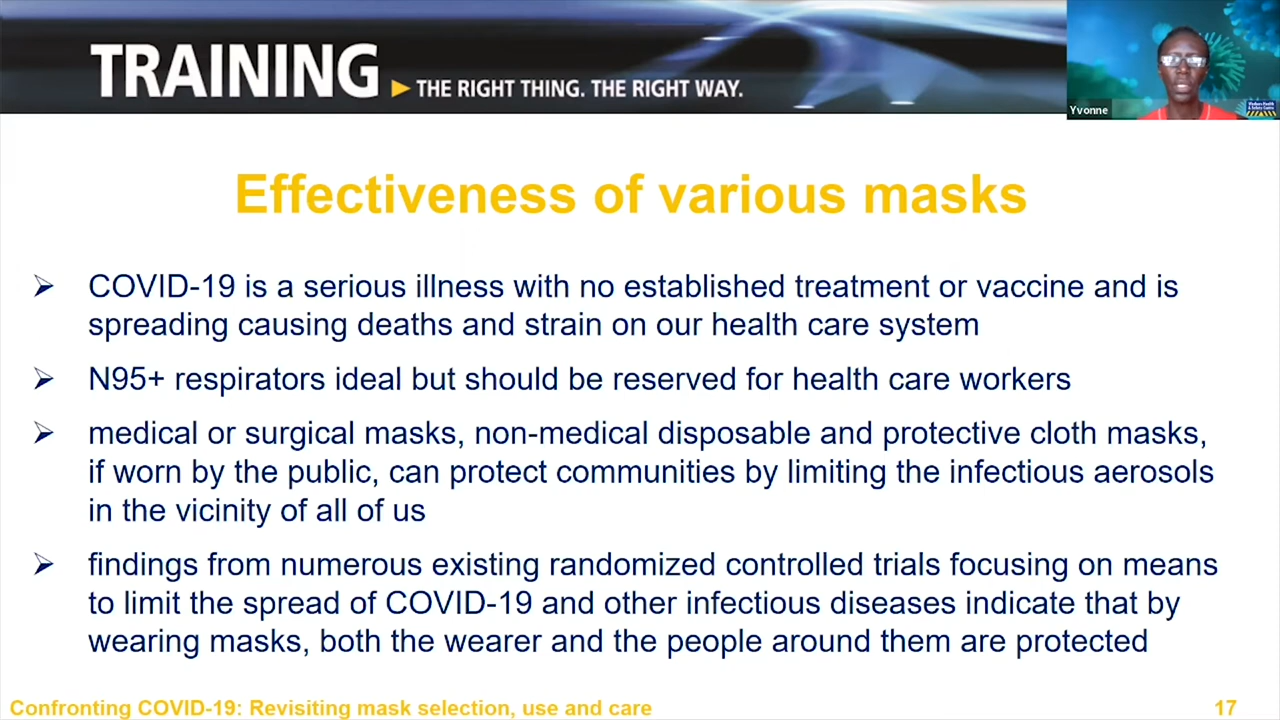 TRAINING THE RIGHT THING. THE RIGHT WAY.
Yvonne
Workers Health
& Safety Centre
Effectiveness of various masks
COVID-19 is a serious illness with no established treatment or vaccine and is
spreading causing deaths and strain on our health care system
N95+ respirators ideal but should be reserved for health care workers
medical or surgical masks, non-medical disposable and protective cloth masks,
if worn by the public, can protect communities by limiting the infectious aerosols
in the vicinity of all of us
findings from numerous existing randomized controlled trials focusing on means
to limit the spread of COVID-19 and other infectious diseases indicate that by
wearing masks, both the wearer and the people around them are protected
Confronting COVID-19: Revisiting mask selection, use and care
17